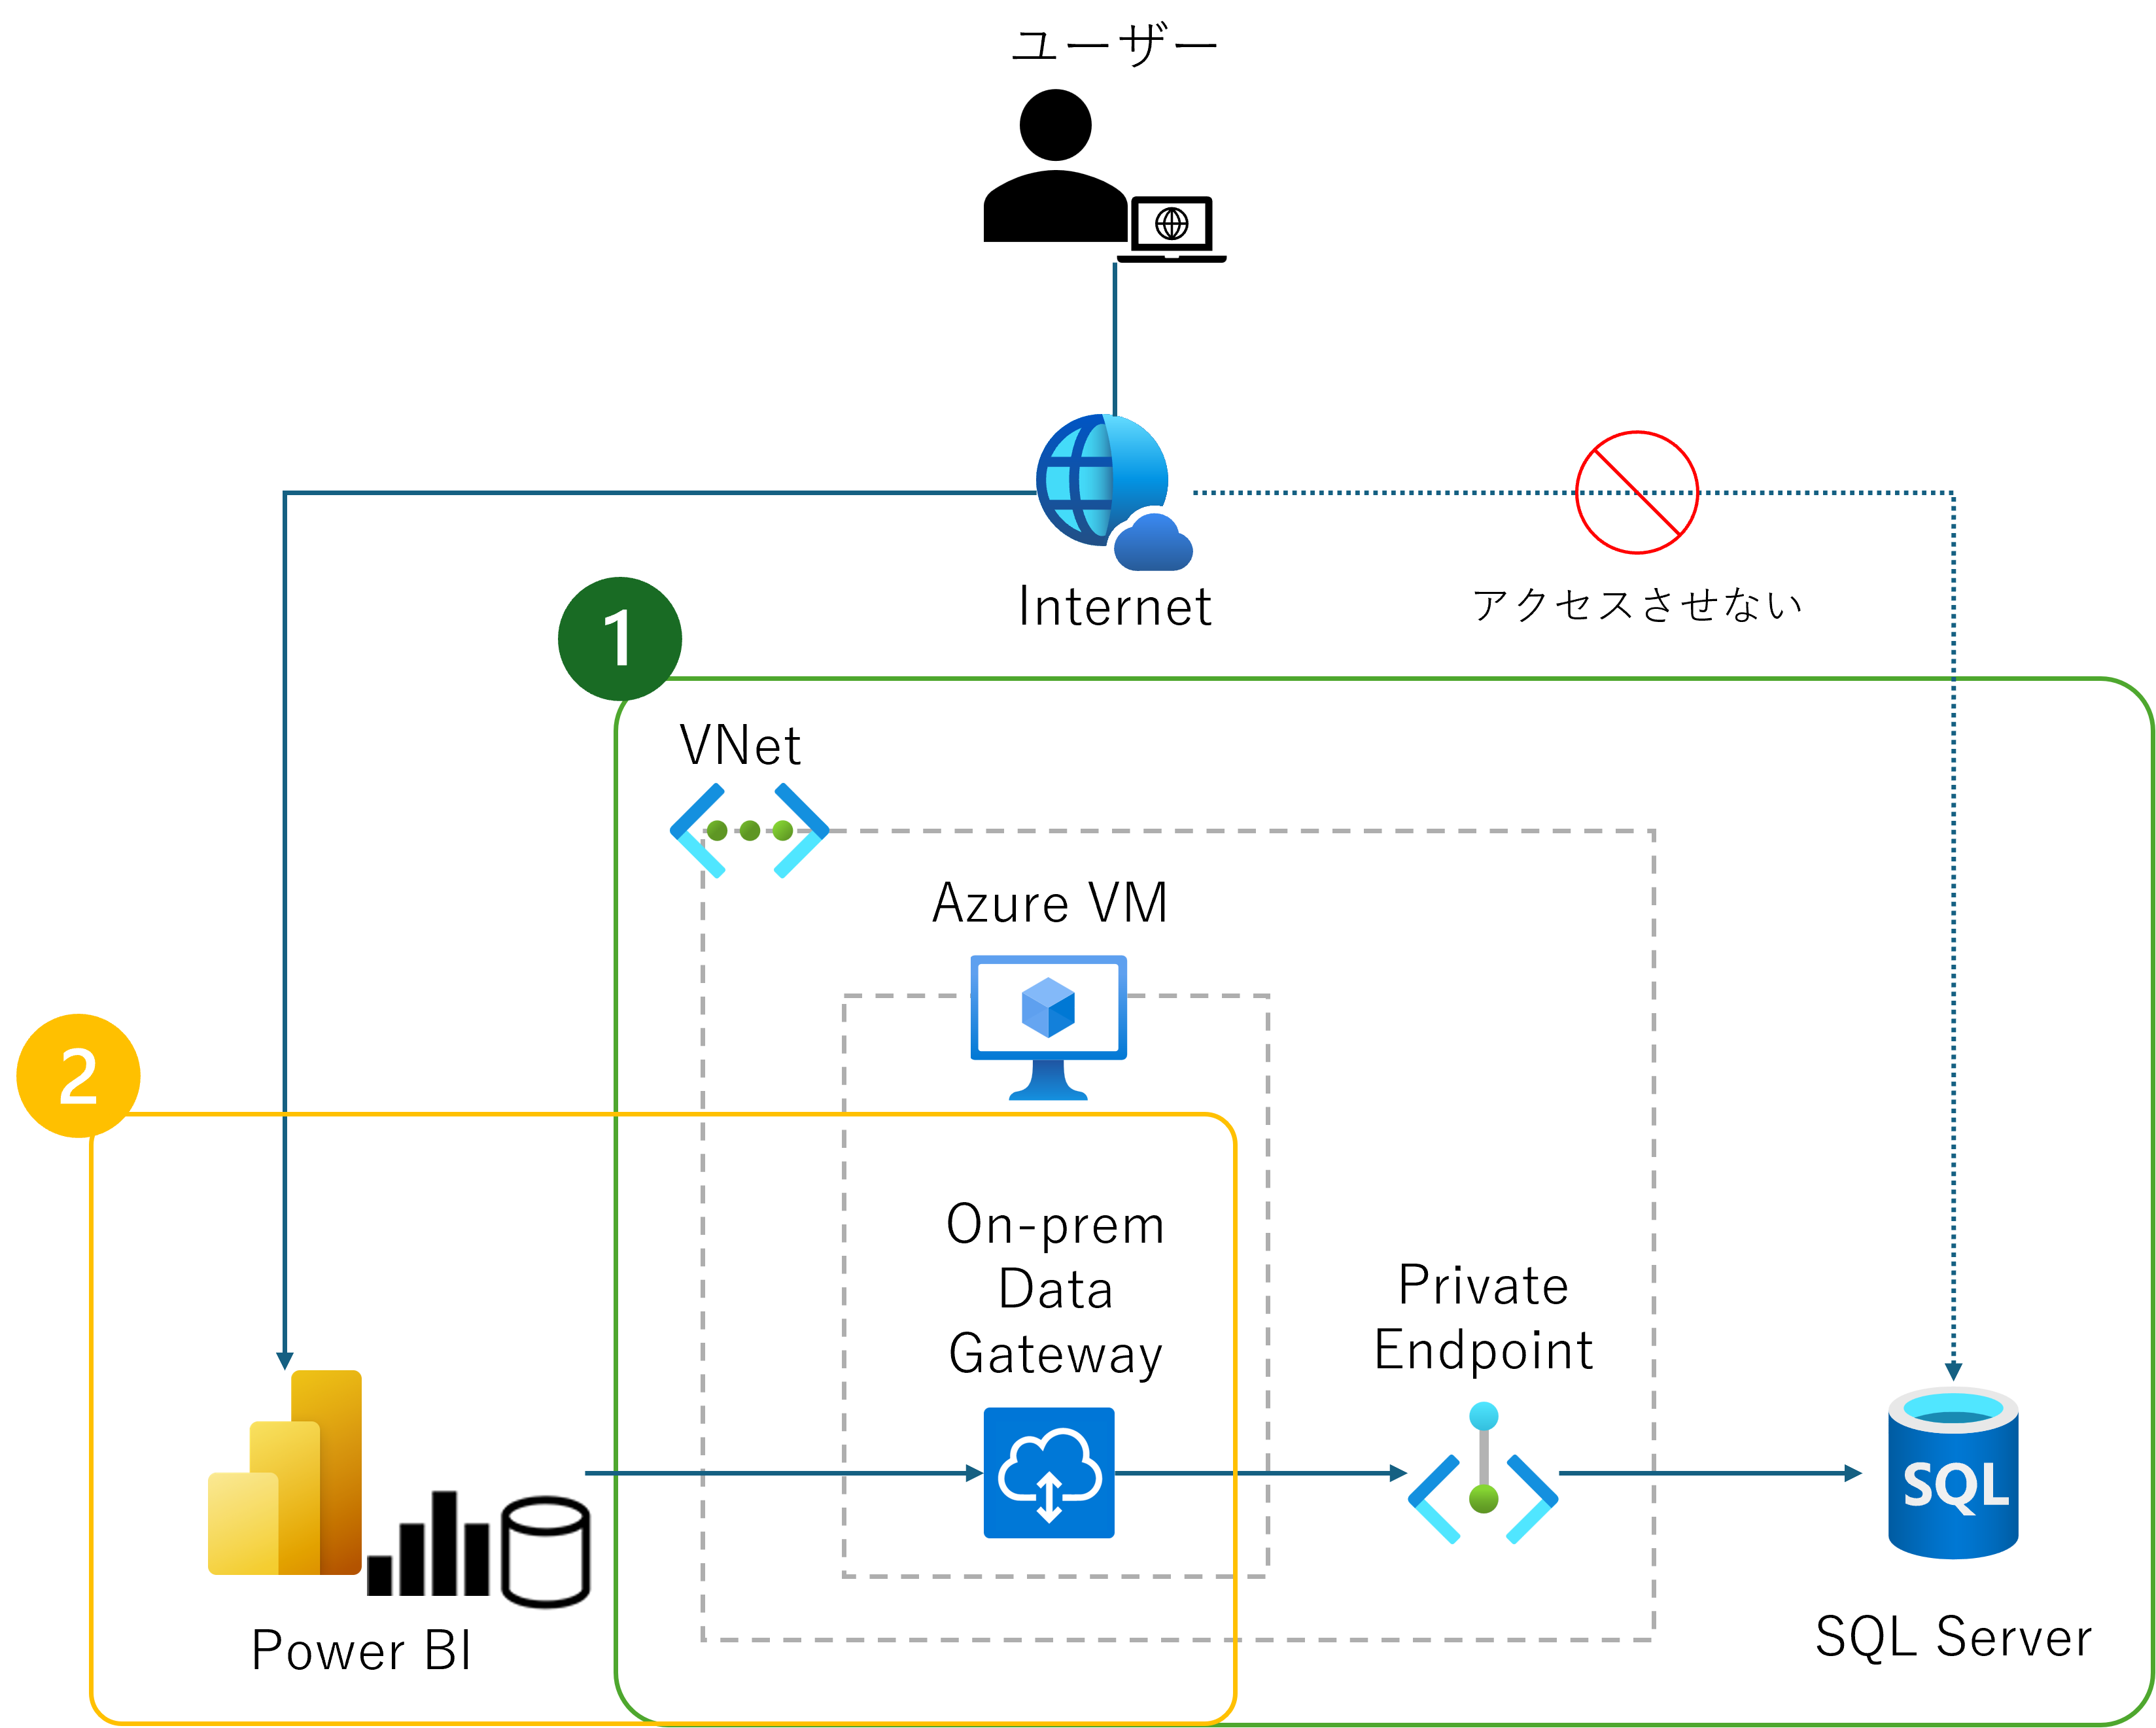 ユーザー
Internet
アクセスさせない
1
VNet
Azure VM
2
On-prem
Data
Gateway
Private
Endpoint
SQL
Power BI
SQL Server